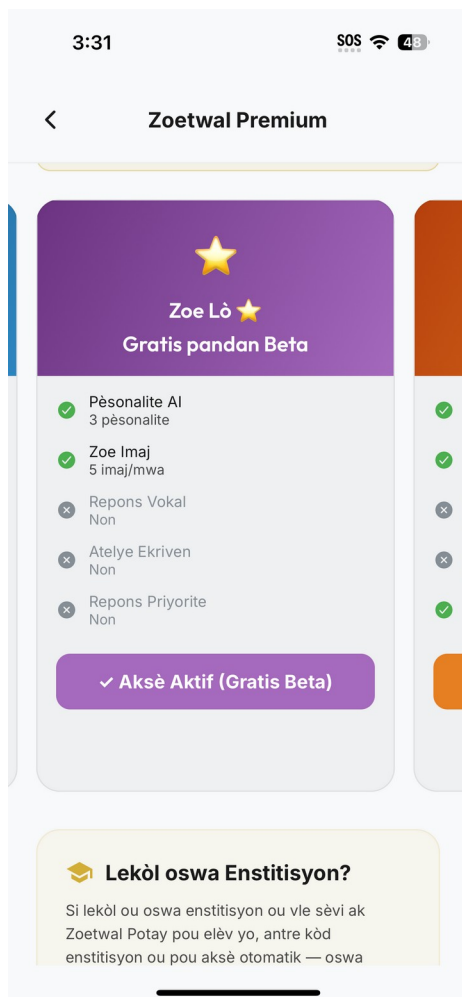 3:31
SOS
48
Zoetwal Premium
Zoe Lò
Gratis pandan Beta
Pèsonalite AI
3 pèsonalite
Zoe Imaj
5 imaj/mwa
Repons Vokal
Non
Atelye Ekriven
Non
Repons Priyorite
Non
✓ Aksè Aktif (Gratis Beta)
Lekòl oswa Enstitisyon?
Si lekòl ou oswa enstitisyon ou vle sèvi ak
Zoetwal Potay pou elèv yo, antre kòd
enstitisyon ou pou aksè otomatik — oswa